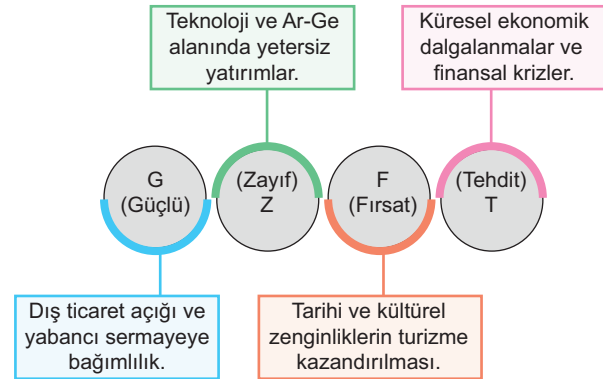 Teknoloji ve Ar-Ge
alanında yetersiz
yatırımlar.
Küresel ekonomik
dalgalanmalar ve
finansal krizler.
G
(Güçlü)
(Zayıf)
Z
F
(Fırsat)
(Tehdit)
T
Dış ticaret açığı ve
yabancı sermayeye
bağımlılık.
Tarihi ve kültürel
zenginliklerin turizme
kazandırılması.